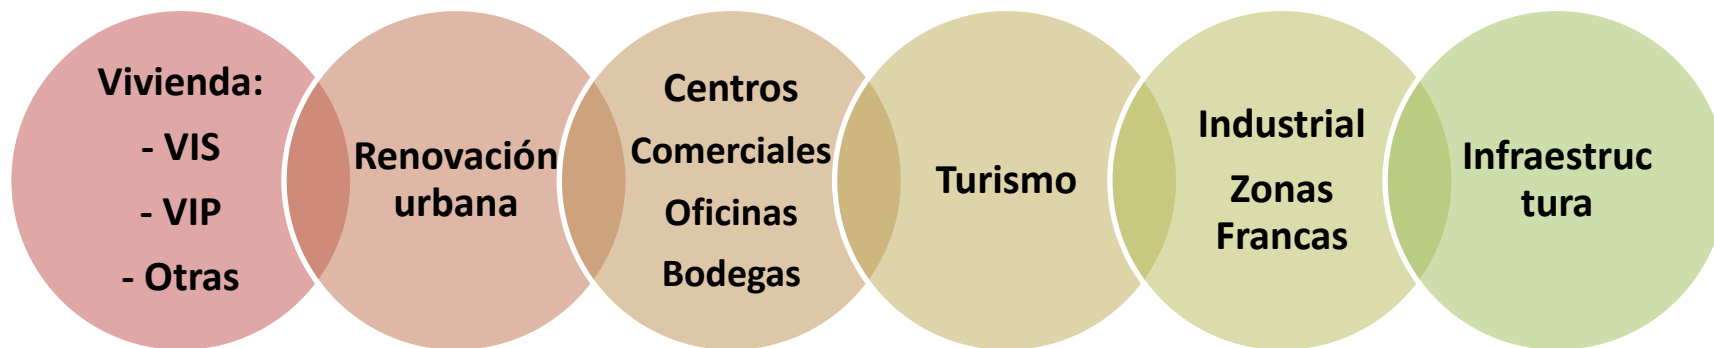 Vivienda:
- VIS
- VIP
- Otras
Renovación
urbana
Centros
Comerciales
Oficinas
Bodegas
Turismo
Industrial
Zonas
Francas
Infraestruc
tura